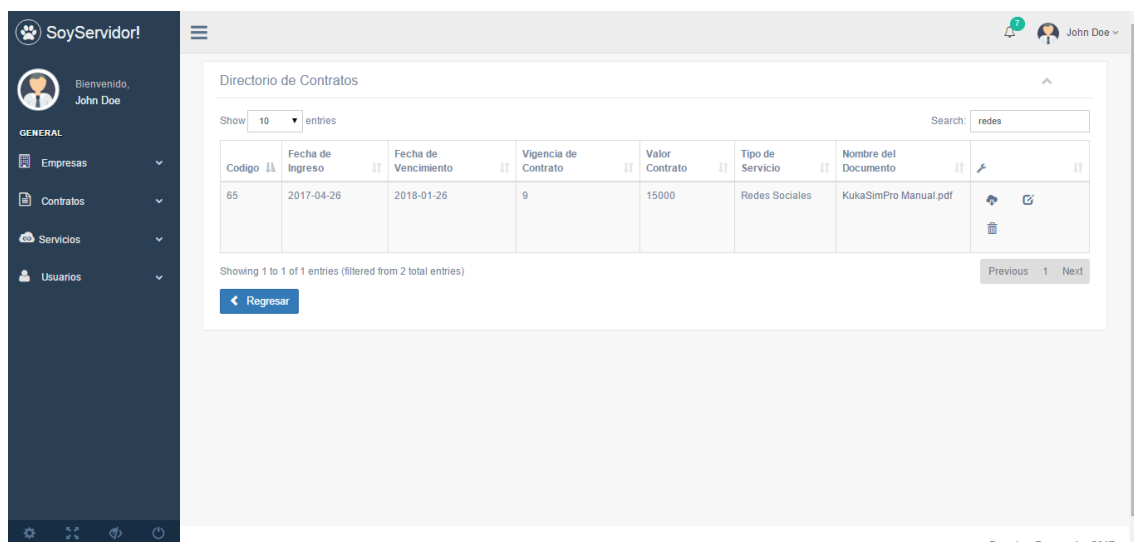 SoyServidor!
7
John Doe
Bienvenido,
John Doe
GENERAL
Empresas
Contratos
Servicios
Usuarios
Directorio de Contratos
Show 10 entries
Search: redes
Codigo
Fecha de Ingreso
Fecha de Vencimiento
Vigencia de Contrato
Valor Contrato
Tipo de Servicio
Nombre del Documento
65 2017-04-26 2018-01-26 9 15000 Redes Sociales KukaSimPro Manual.pdf
Showing 1 to 1 of 1 entries (filtered from 2 total entries)
Previous 1 Next
Regresar